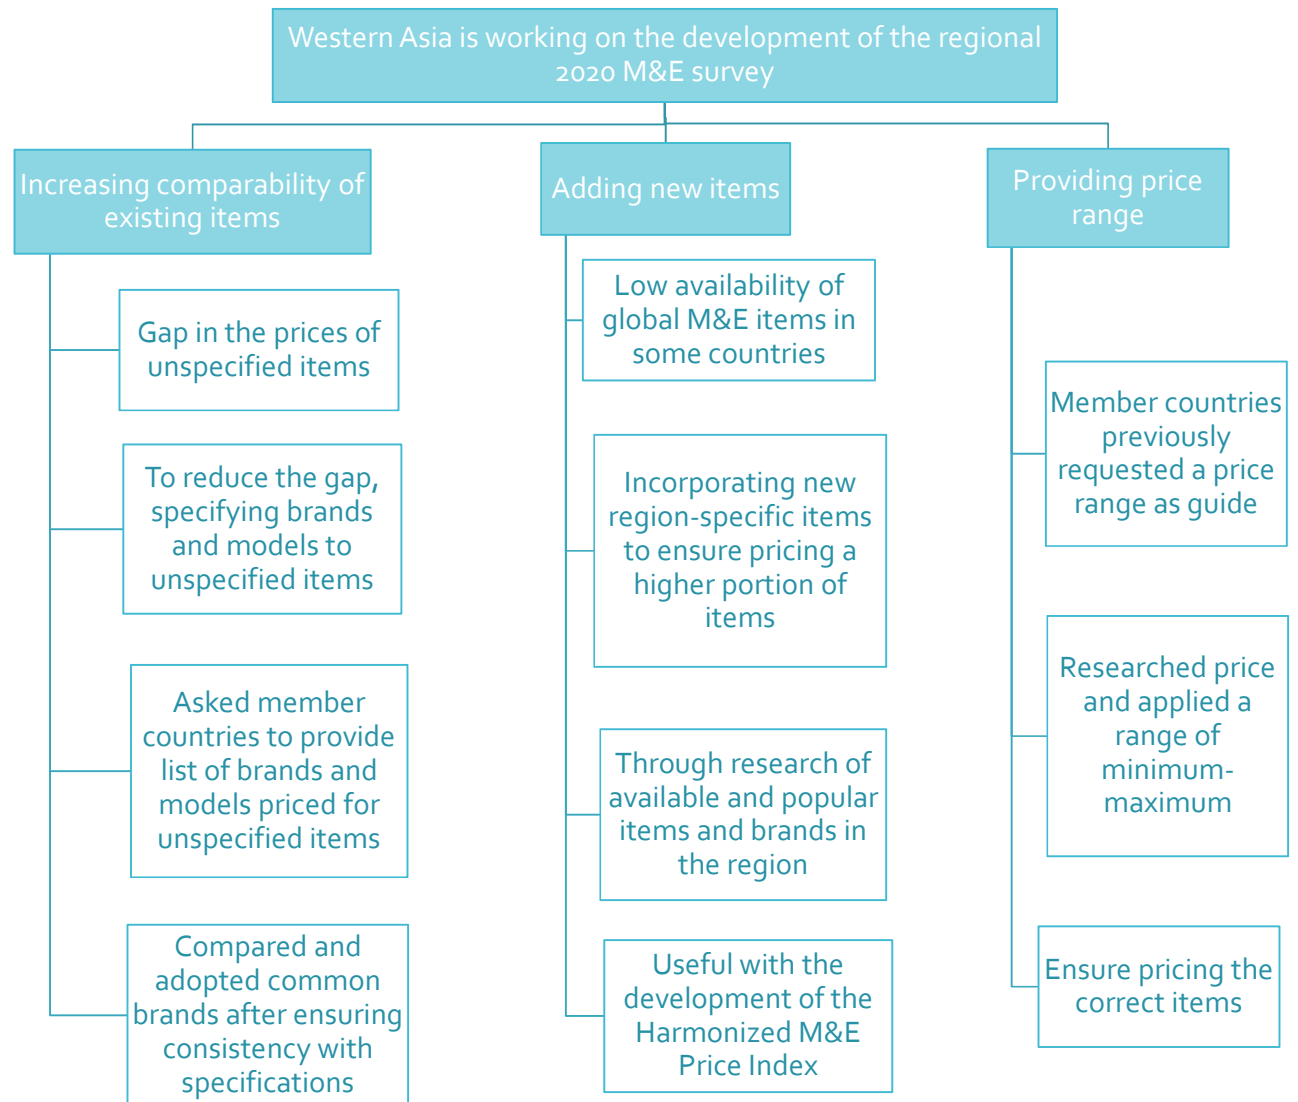 Western Asia is working on the development of the regional
2020 M&E survey
Increasing comparability of
existing items
Gap in the prices of
unspecified items
To reduce the gap,
specifying brands
and models to
unspecified items
Asked member
countries to provide
list of brands and
models priced for
unspecified items
Compared and
adopted common
brands after ensuring
consistency with
specifications
Adding new items
Low availability of
global M&E items in
some countries
Incorporating new
region-specific items
to ensure pricing a
higher portion of
items
Through research of
available and popular
items and brands in
the region
Useful with the
development of the
Harmonized M&E
Price Index
Providing price
range
Member countries
previously
requested a price
range as guide
Researched price
and applied a
range of
minimum-
maximum
Ensure pricing the
correct items